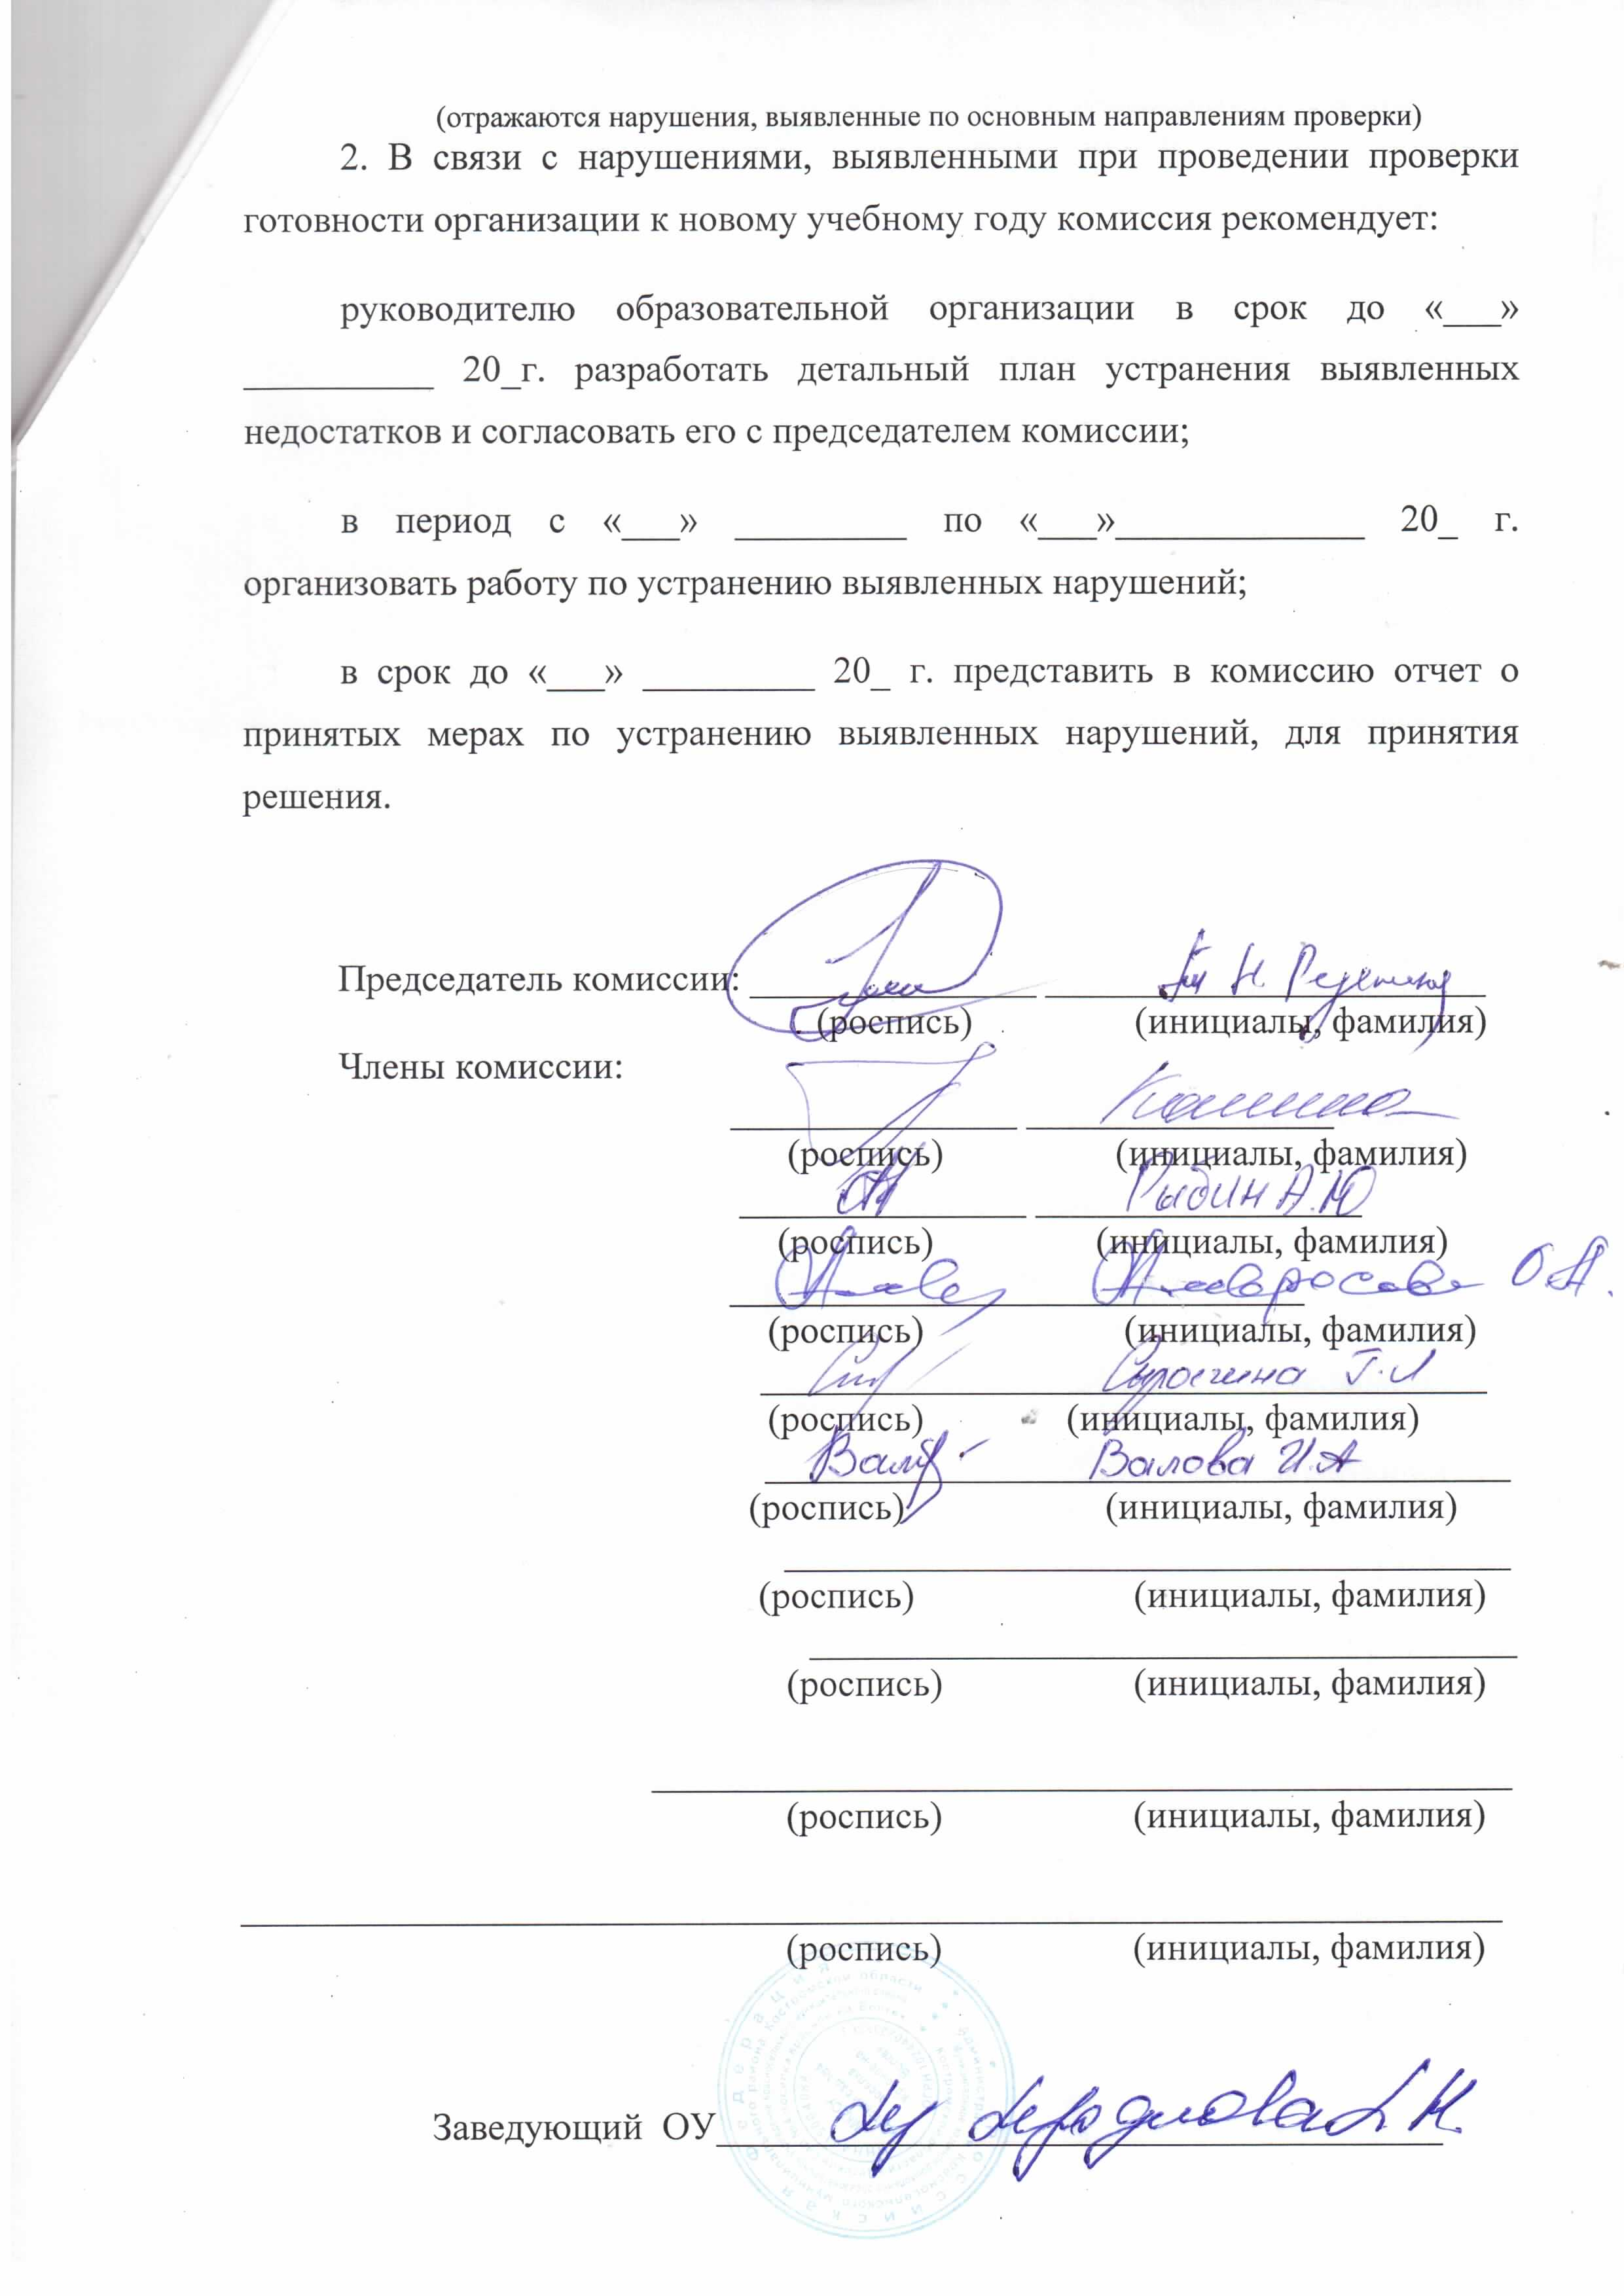 (отражаются нарушения, выявленные по основным направлениям проверки)
2. В связи с нарушениями, выявленными при проведении проверки
готовности организации к новому учебному году комиссия рекомендует:
руководителю образовательной организации в срок до «___»
__________ 20_г. разработать детальный план устранения выявленных
недостатков и согласовать его с председателем комиссии;
в период с «___» _________ по «___»_____________ 20_ г.
организовать работу по устранению выявленных нарушений;
в срок до «___» _________ 20_ г. представить в комиссию отчет о
принятых мерах по устранению выявленных нарушений, для принятия
решения.
Председатель комиссии: _______________ Н.
(роспись) (инициалы, фамилия)
Члены комиссии:
(роспись) (инициалы, фамилия)
Рыбин А.Ю
(роспись) (инициалы, фамилия)
О.А.
(роспись) (инициалы, фамилия)
Г.Л
(роспись) (инициалы, фамилия)
Валова И.А
(роспись) (инициалы, фамилия)
(роспись) (инициалы, фамилия)
(роспись) (инициалы, фамилия)
(роспись) (инициалы, фамилия)
(роспись) (инициалы, фамилия)
Заведующий ОУ